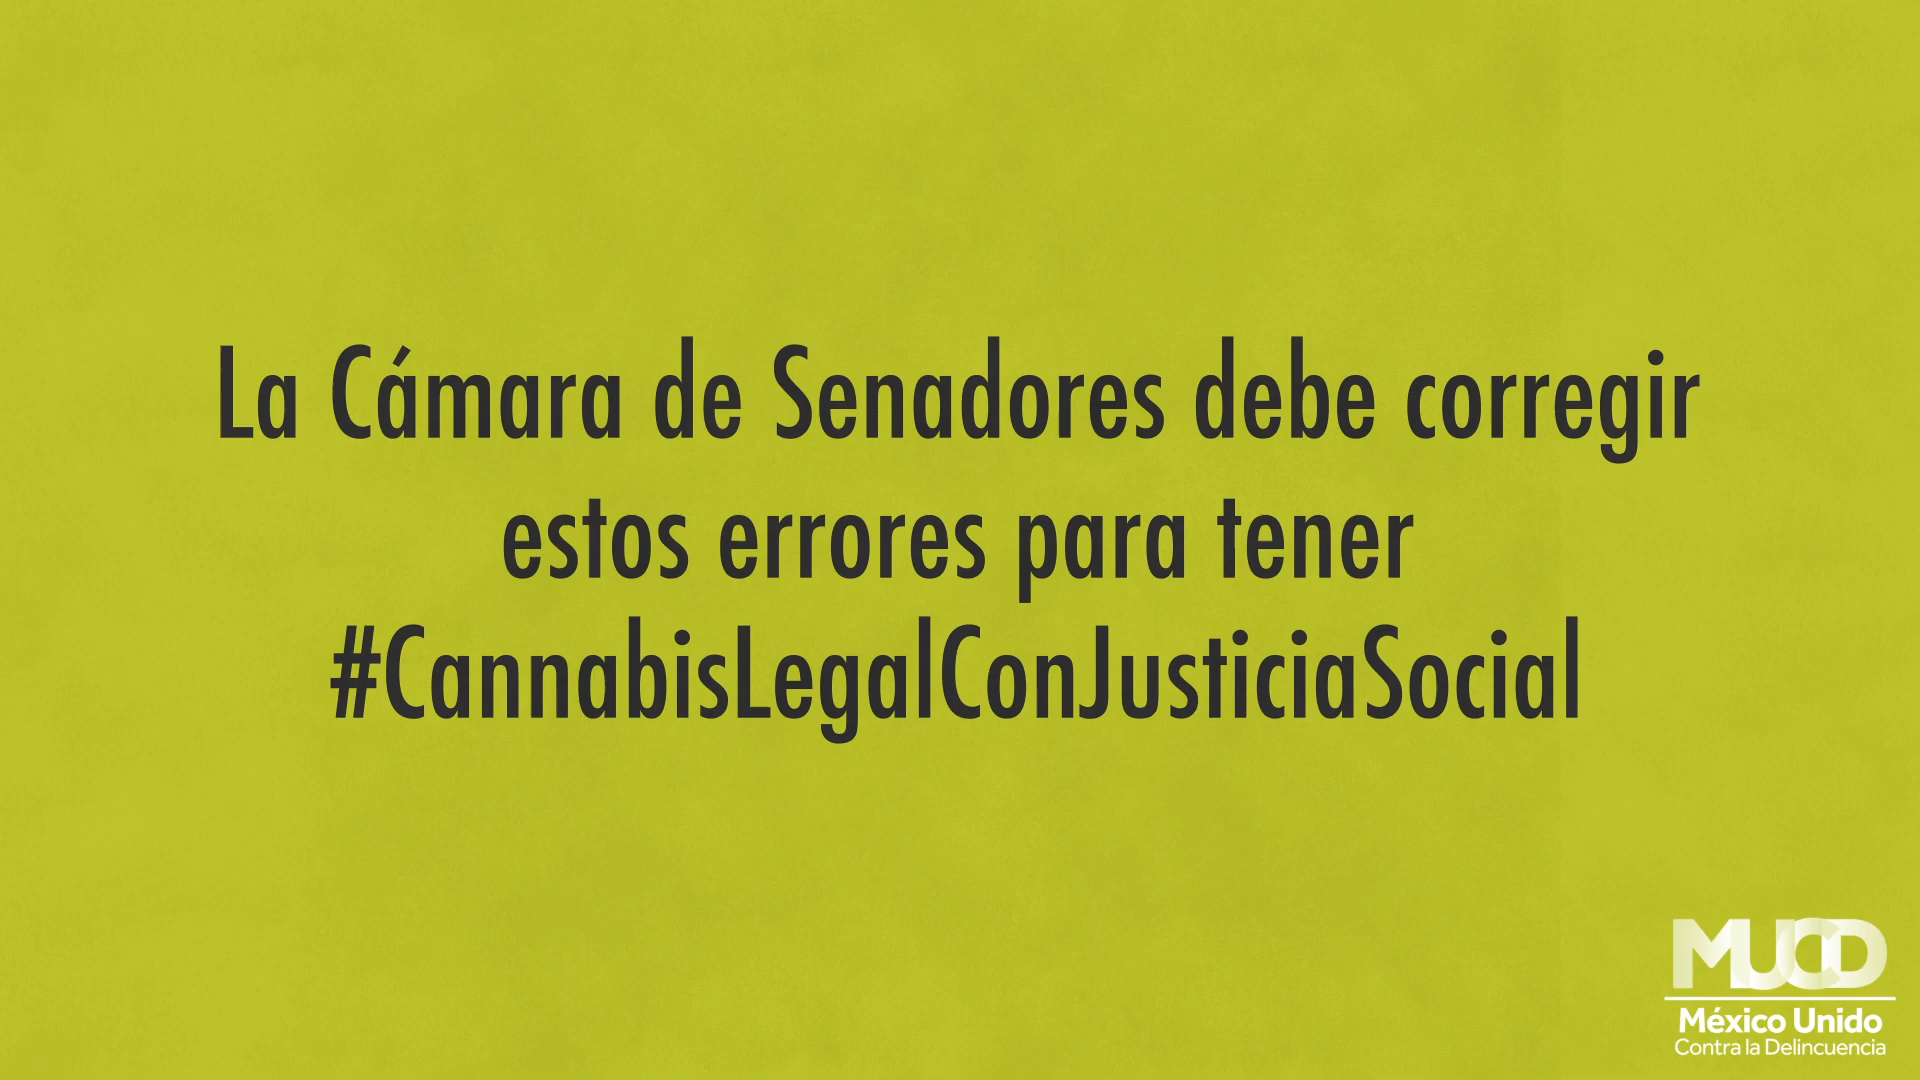 La Cámara de Senadores debe corregir
estos errores para tener
#CannabisLegalConJusticiaSocial
MUCD
México Unido
Contra la Delincuencia